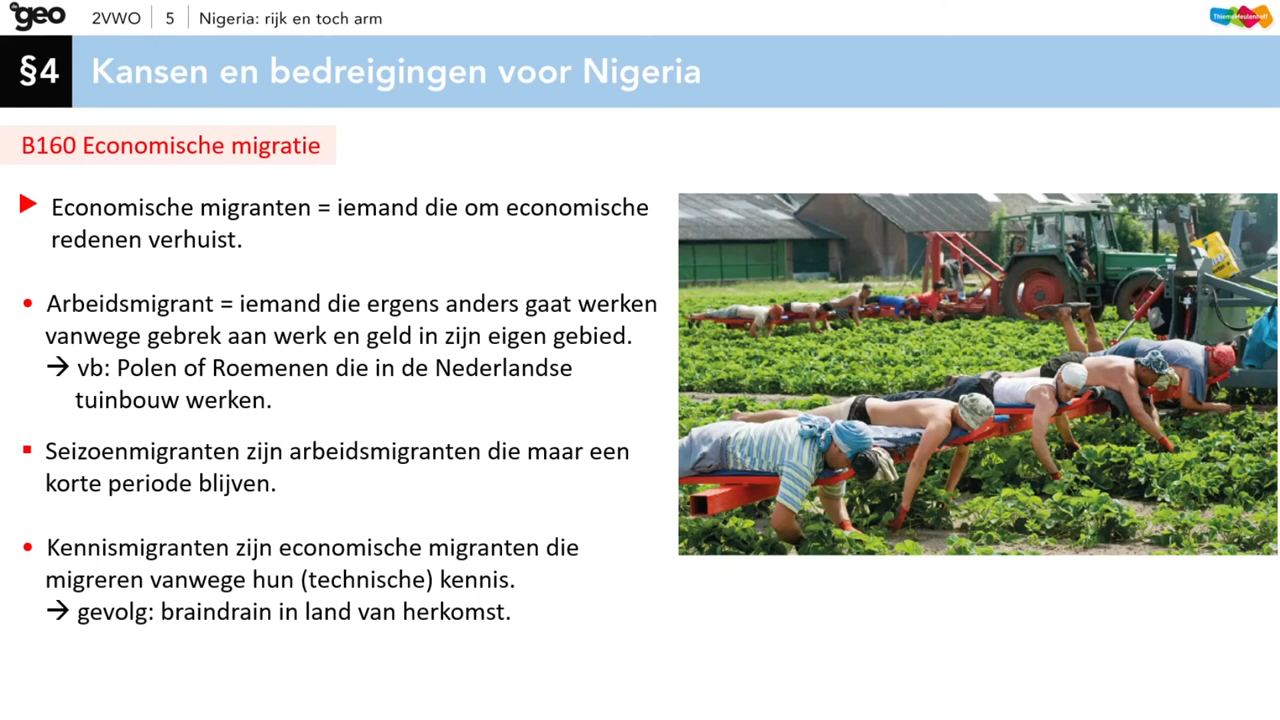 geo
2VWO
5
Nigeria: rijk en toch arm
ThiemeMeulenhoff
§4
Kansen en bedreigingen voor Nigeria
B160 Economische migratie
Economische migranten = iemand die om economische
redenen verhuist.
• Arbeidsmigrant = iemand die ergens anders gaat werken
vanwege gebrek aan werk en geld in zijn eigen gebied.
→ vb: Polen of Roemenen die in de Nederlandse
tuinbouw werken.
▪ Seizoenmigranten zijn arbeidsmigranten die maar een
korte periode blijven.
• Kennismigranten zijn economische migranten die
migreren vanwege hun (technische) kennis.
→ gevolg: braindrain in land van herkomst.